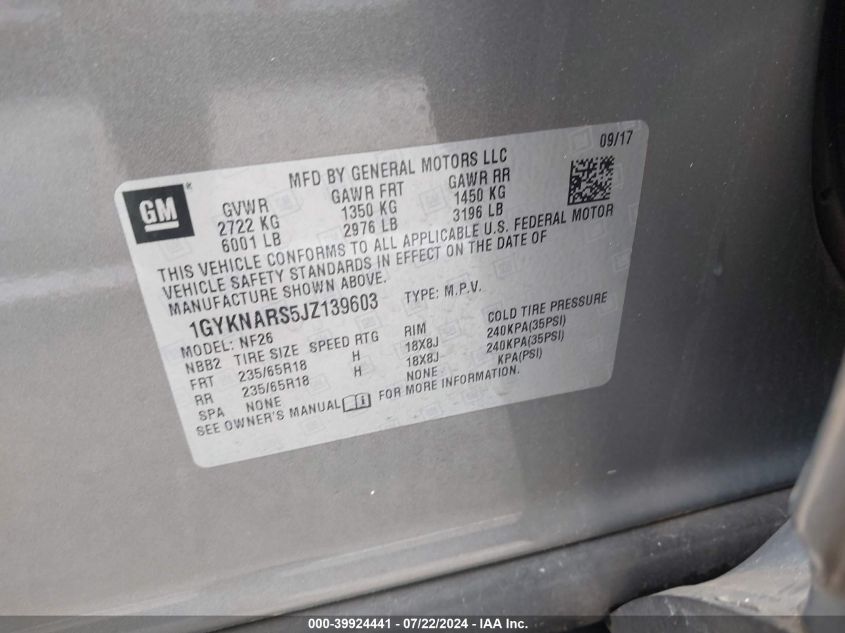 09/17
MFD BY GENERAL MOTORS LLC
GM
GVWR GAWR FRT GAWR RR
2722 KG 1350 KG 1450 KG
6001 LB 2976 LB 3196 LB
THIS VEHICLE CONFORMS TO ALL APPLICABLE U.S. FEDERAL MOTOR
VEHICLE SAFETY STANDARDS IN EFFECT ON THE DATE OF
MANUFACTURE SHOWN ABOVE.
1GYKNARS5JZ139603 TYPE: M.P.V.
MODEL: NF26
NBB2 TIRE SIZE SPEED RTG RIM COLD TIRE PRESSURE
FRT 235/65R18 H 18X8J 240KPA(35PSI)
RR 235/65R18 H 18X8J 240KPA(35PSI)
SPA NONE NONE KPA(PSI)
SEE OWNER'S MANUAL FOR MORE INFORMATION.
000-39924441 / 07/22/2024 - IAA Inc.